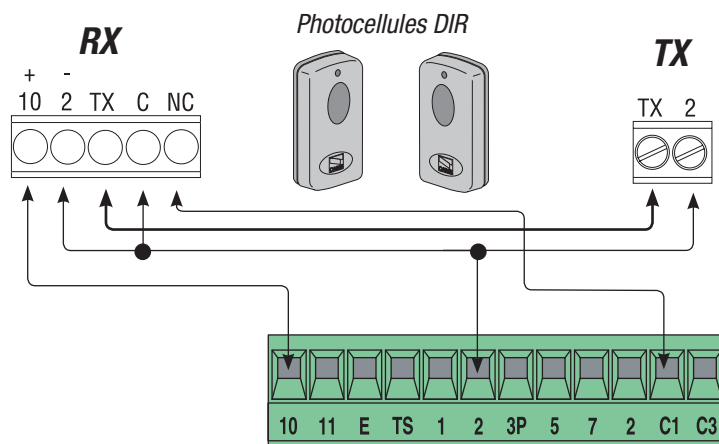 Photocellules DIR
RX
TX
+ -
10 2 TX C NC
TX 2
10 11 E TS 1 2 3P 5 7 2 C1 C3